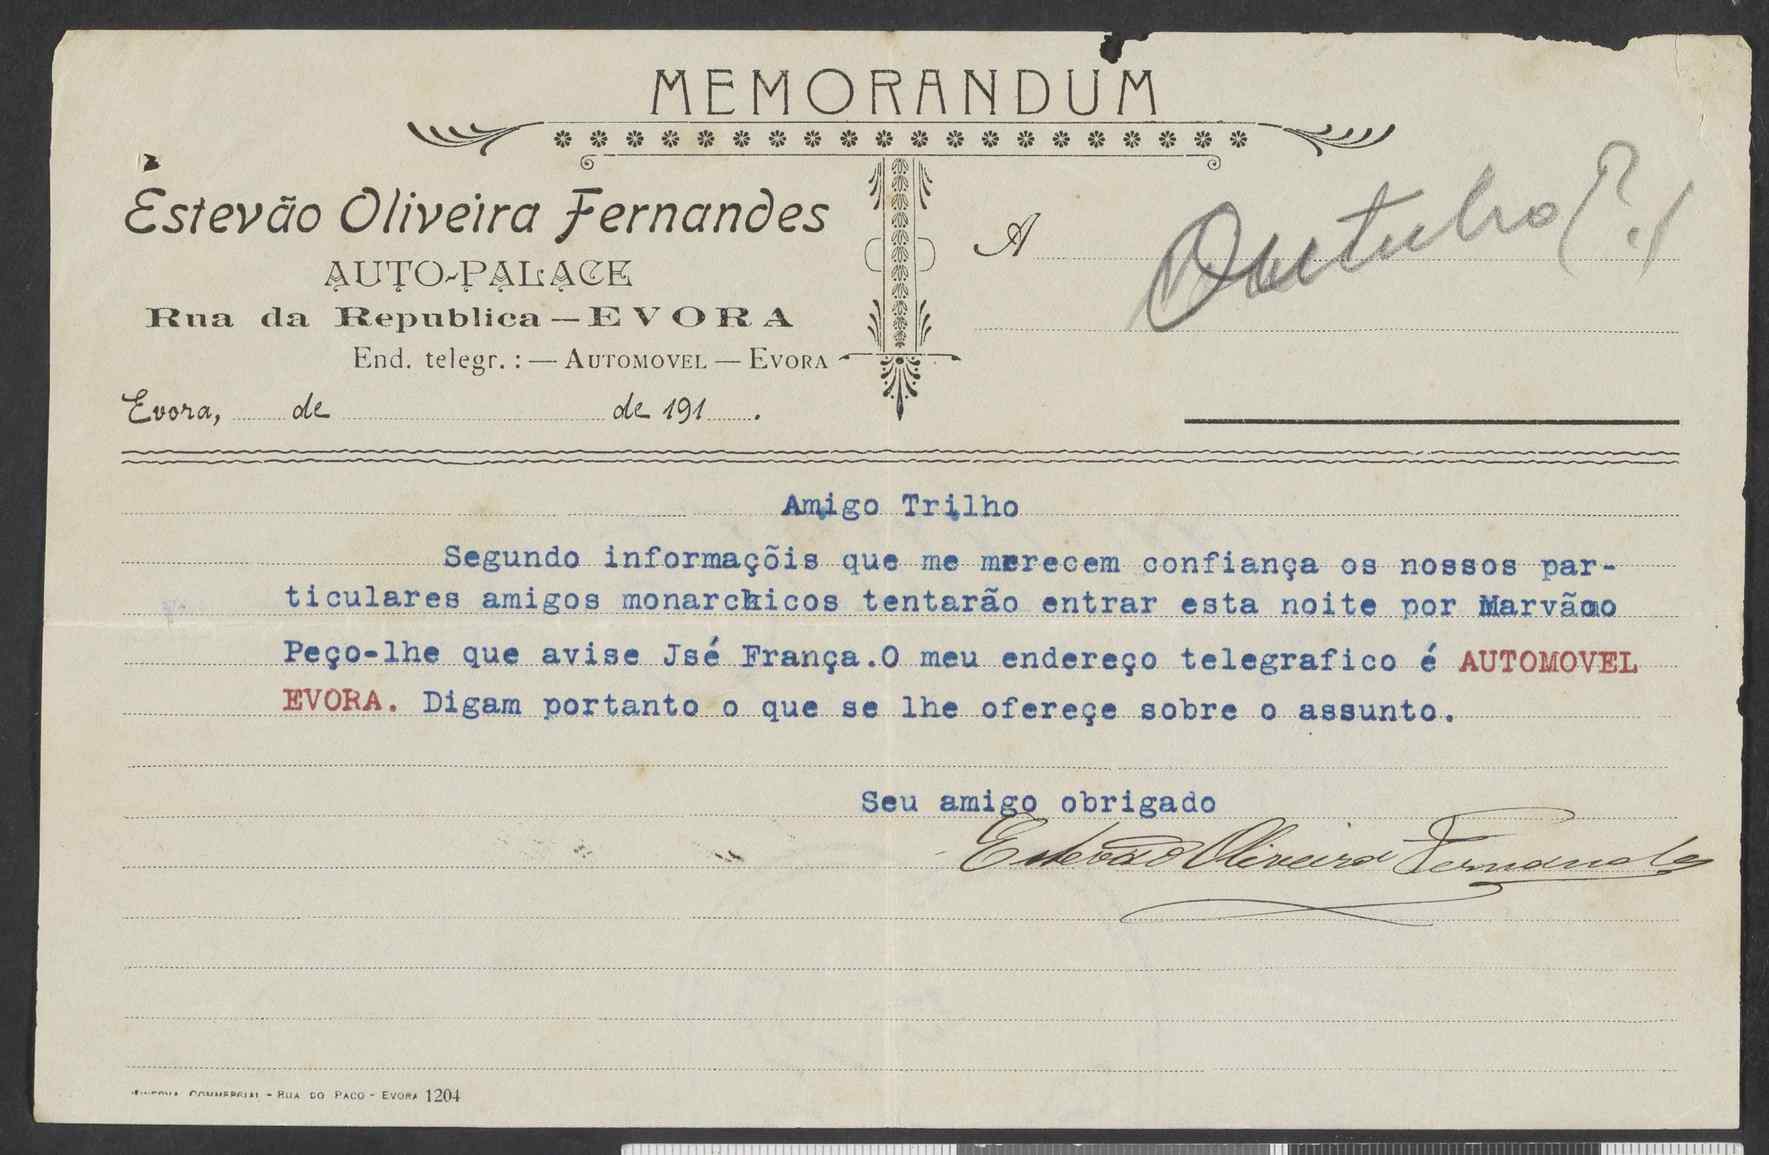 MEMORANDUM
Estevão Oliveira Fernandes
AUTO-PALACE
Rua da Republica — EVORA
End. telegr. : — AUTOMOVEL — EVORA
Evora, de de 191 .
A
Outubro (?)
Amigo Trilho
Segundo informaçõis que me merecem confiança os nossos par-
ticulares amigos monarchicos tentarão entrar esta noite por Marvão
Peço-lhe que avise Jsé França.O meu endereço telegrafico é AUTOMOVEL
EVORA. Digam portanto o que se lhe ofereçe sobre o assunto.
Seu amigo obrigado
Estevão Oliveira Fernandes
MINERVA COMMERCIAL - RUA DO PAÇO - EVORA 1204